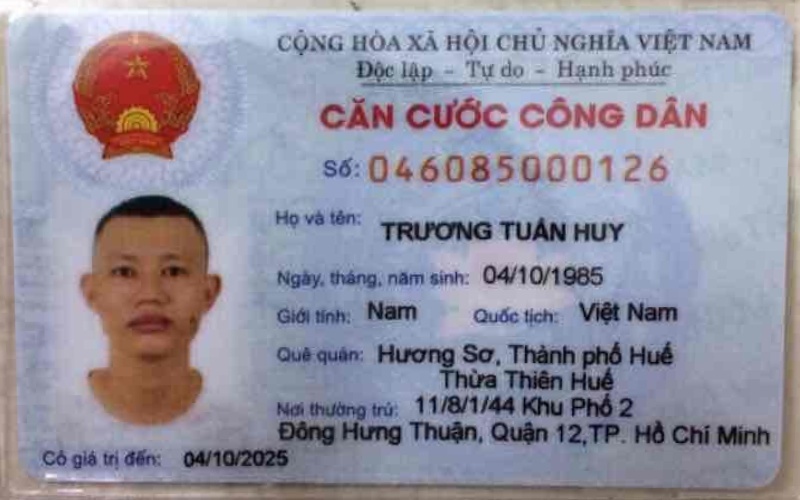 CỘNG HÒA XÃ HỘI CHỦ NGHĨA VIỆT NAM
Độc lập - Tự do - Hạnh phúc
CĂN CƯỚC CÔNG DÂN
Số: 046085000126
Họ và tên: TRƯƠNG TUẤN HUY
Ngày, tháng, năm sinh: 04/10/1985
Giới tính: Nam Quốc tịch: Việt Nam
Quê quán: Hương Sơ, Thành phố Huế
Thừa Thiên Huế
Nơi thường trú: 11/8/1/44 Khu Phố 2
Đông Hưng Thuận, Quận 12,TP. Hồ Chí Minh
Có giá trị đến: 04/10/2025